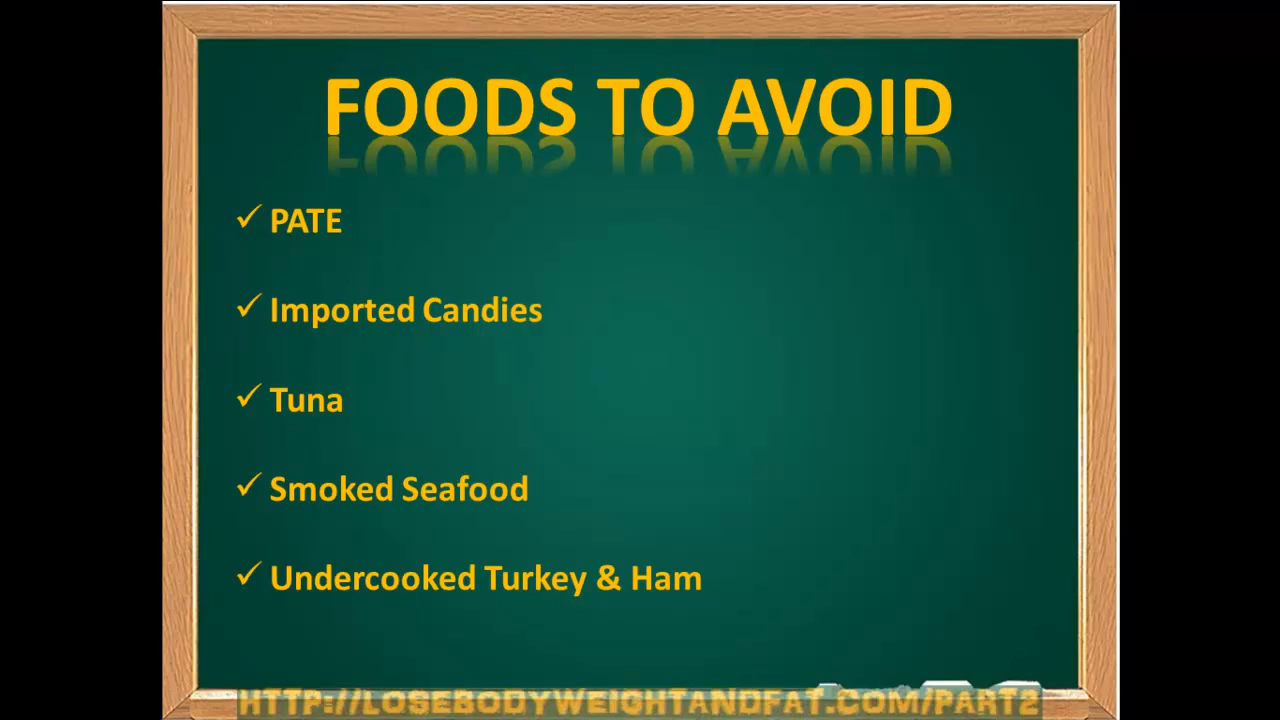 FOODS TO AVOID
✓ PATE
✓ Imported Candies
✓ Tuna
✓ Smoked Seafood
✓ Undercooked Turkey & Ham
HTTP://LOSEBODYWEIGHTANDFAT.COM/PART2